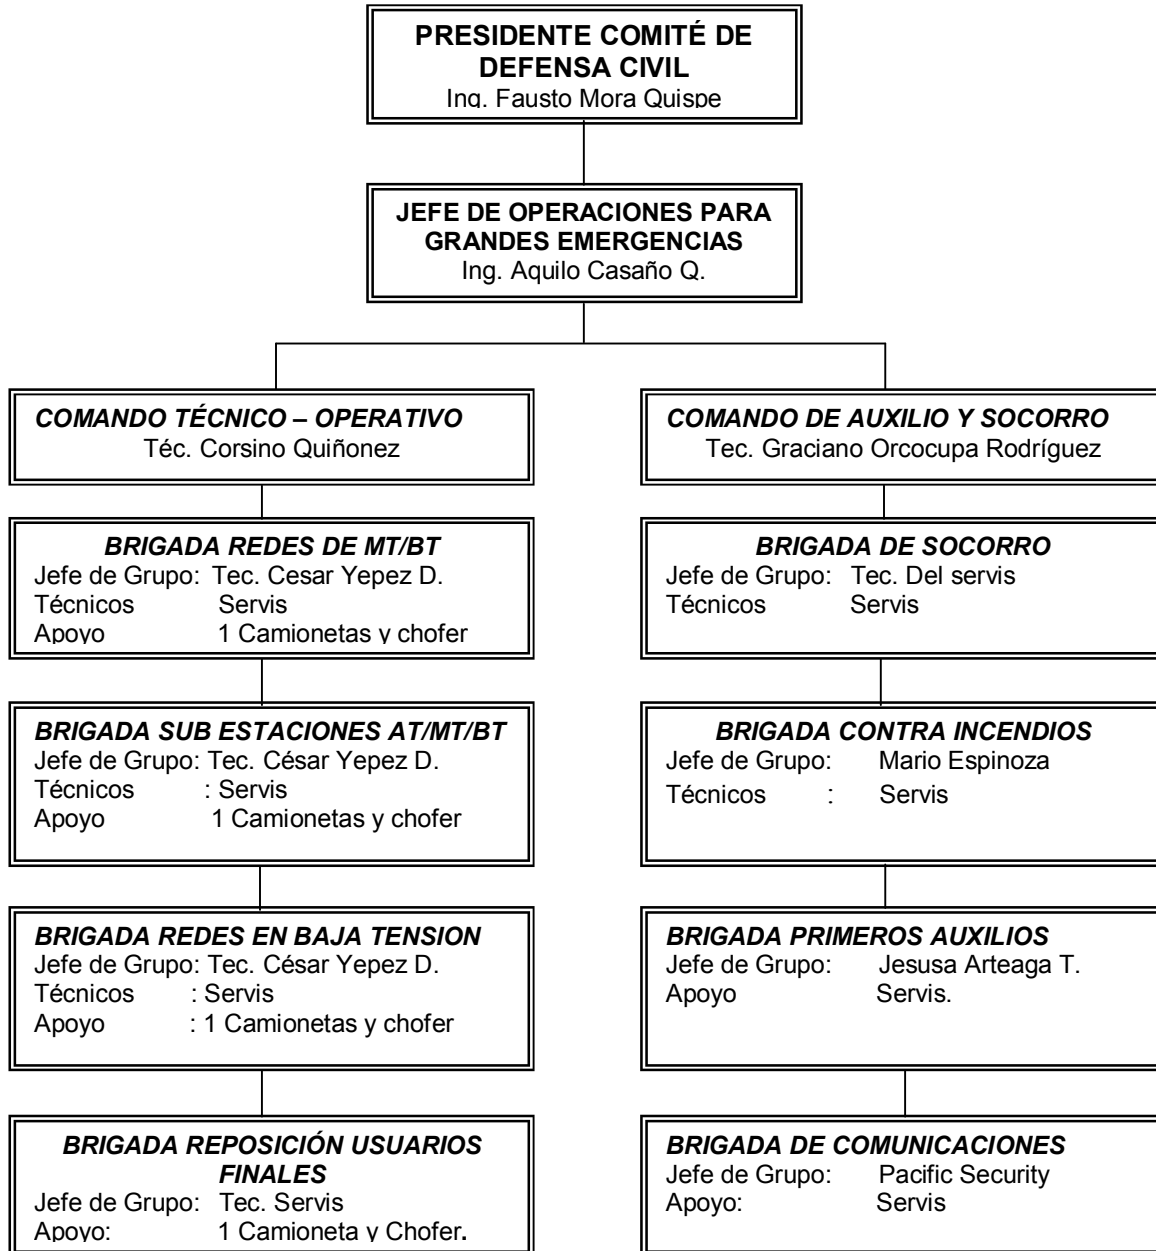 PRESIDENTE COMITÉ DE
DEFENSA CIVIL
Ing. Fausto Mora Quispe
JEFE DE OPERACIONES PARA
GRANDES EMERGENCIAS
Ing. Aquilo Casaño Q.
COMANDO TÉCNICO – OPERATIVO
Téc. Corsino Quiñonez
BRIGADA REDES DE MT/BT
Jefe de Grupo: Tec. Cesar Yepez D.
Técnicos Servis
Apoyo 1 Camionetas y chofer
BRIGADA SUB ESTACIONES AT/MT/BT
Jefe de Grupo: Tec. César Yepez D.
Técnicos : Servis
Apoyo 1 Camionetas y chofer
BRIGADA REDES EN BAJA TENSION
Jefe de Grupo: Tec. César Yepez D.
Técnicos : Servis
Apoyo : 1 Camionetas y chofer
BRIGADA REPOSICIÓN USUARIOS
FINALES
Jefe de Grupo: Tec. Servis
Apoyo: 1 Camioneta y Chofer.
COMANDO DE AUXILIO Y SOCORRO
Tec. Graciano Orcocupa Rodríguez
BRIGADA DE SOCORRO
Jefe de Grupo: Tec. Del servis
Técnicos Servis
BRIGADA CONTRA INCENDIOS
Jefe de Grupo: Mario Espinoza
Técnicos : Servis
BRIGADA PRIMEROS AUXILIOS
Jefe de Grupo: Jesusa Arteaga T.
Apoyo Servis.
BRIGADA DE COMUNICACIONES
Jefe de Grupo: Pacific Security
Apoyo: Servis